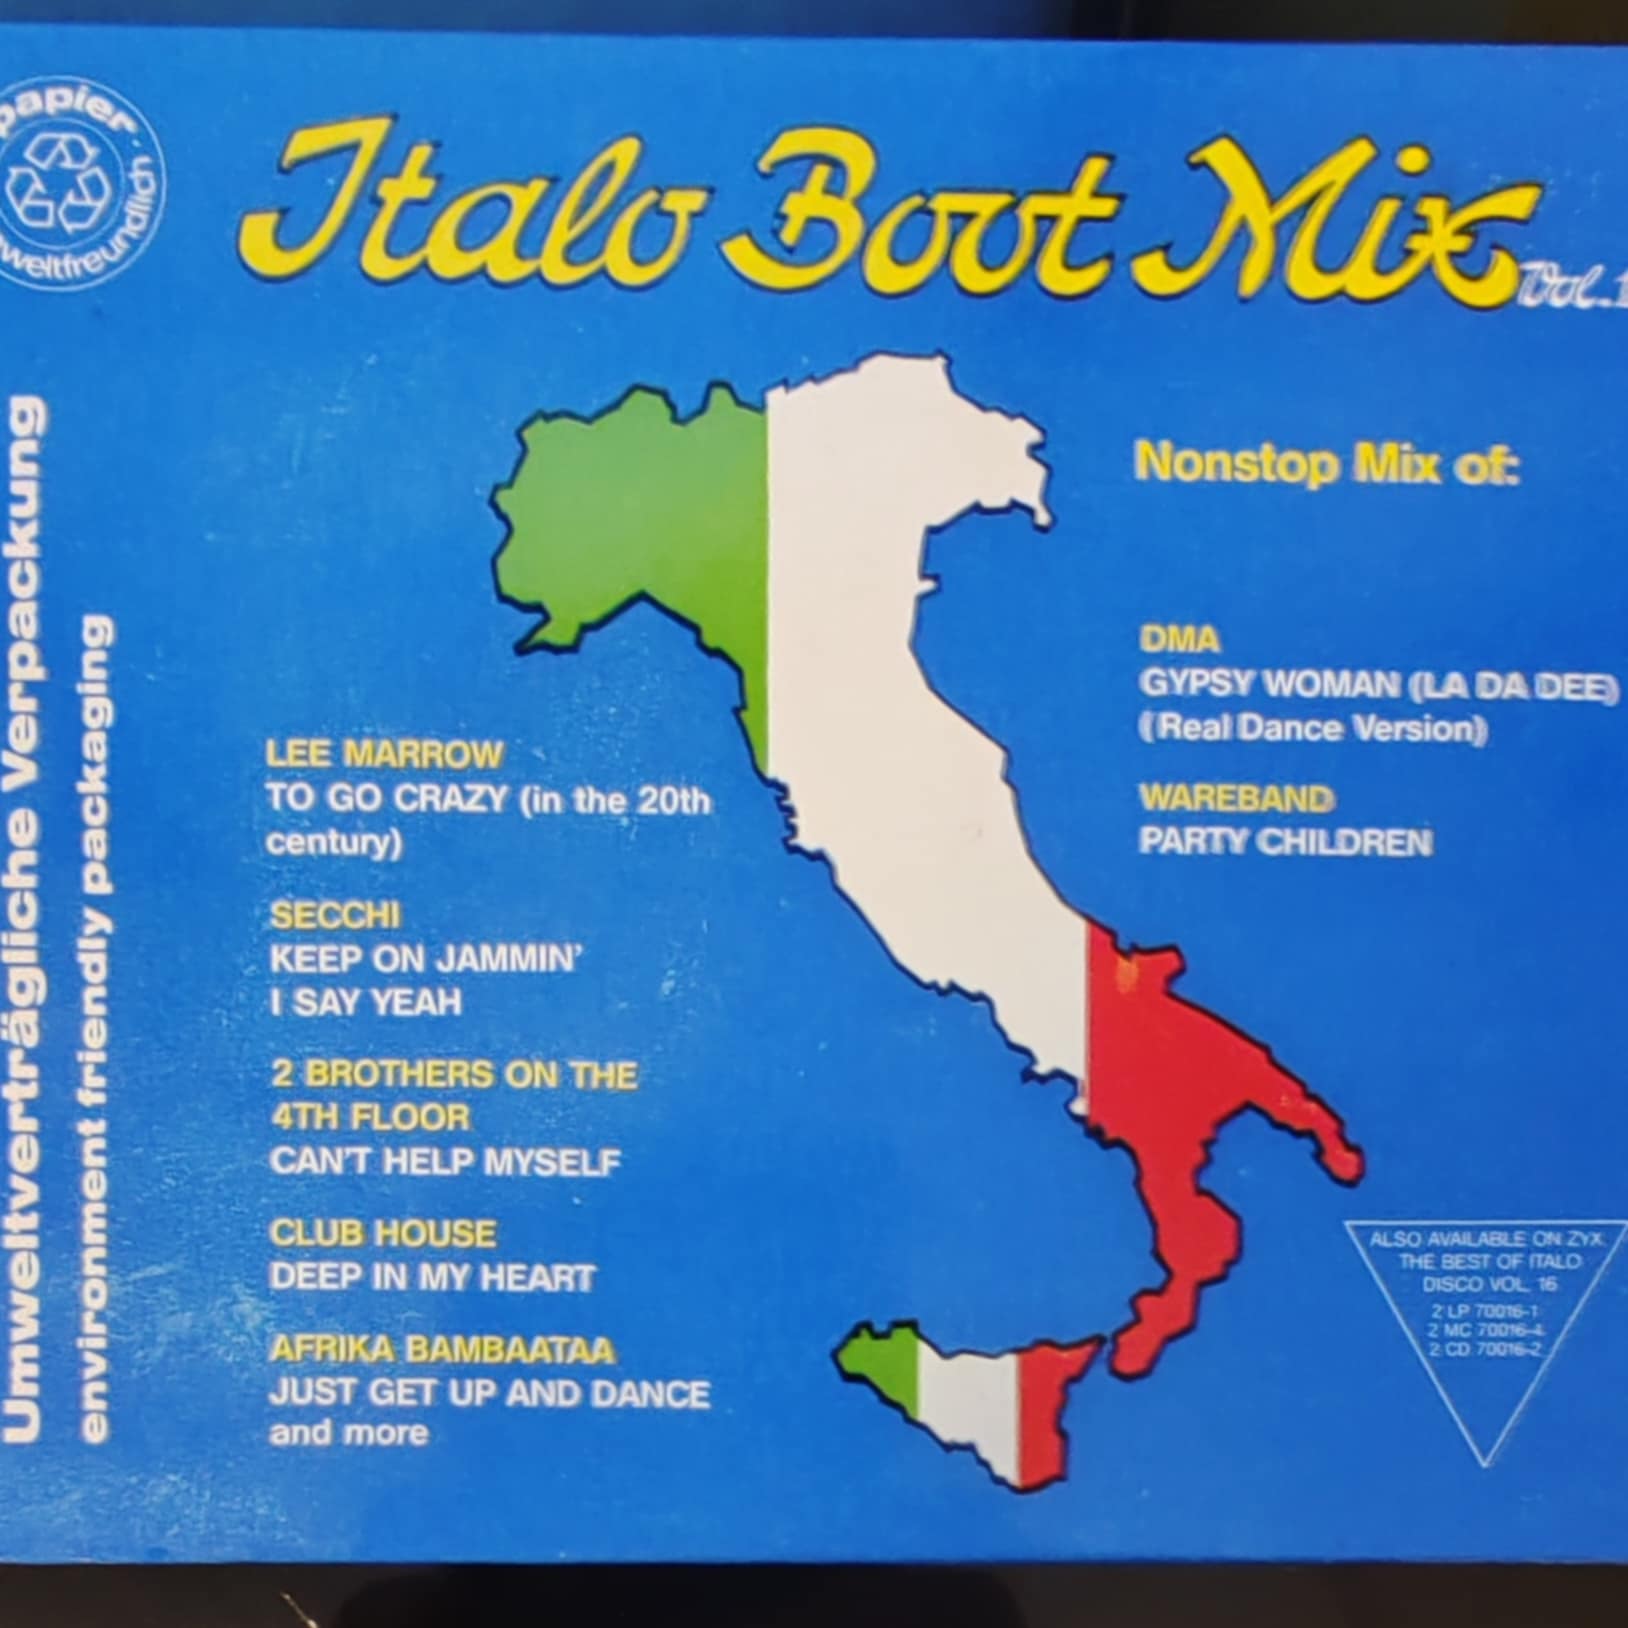 papier
weltfreundlich
Italo Boot Mix
Umweltverträgliche Verpackung
environment friendly packaging
Nonstop Mix of:
LEE MARROW
TO GO CRAZY (in the 20th
century)
SECCHI
KEEP ON JAMMIN'
I SAY YEAH
2 BROTHERS ON THE
4TH FLOOR
CAN'T HELP MYSELF
CLUB HOUSE
DEEP IN MY HEART
AFRIKA BAMBAATAA
JUST GET UP AND DANCE
and more
DMA
GYPSY WOMAN (LA DA DEE)
(Real Dance Version)
WAREBAND
PARTY CHILDREN
ALSO AVAILABLE ON ZYX
THE BEST OF ITALO
DISCO VOL. 16
2 LP 70016-1
2 MC 70016-4
2 CD 70016-2